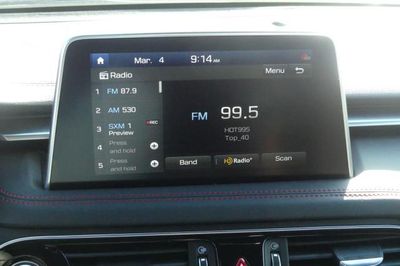 Mar. 4 9:14 AM
Radio
Menu
1 FM 87.9
2 AM 530
3 SXM 1 REC
Preview
4 Press
and hold
5 Press
and hold
FM 99.5
HOT995
Top_40
Band
HD Radio
Scan